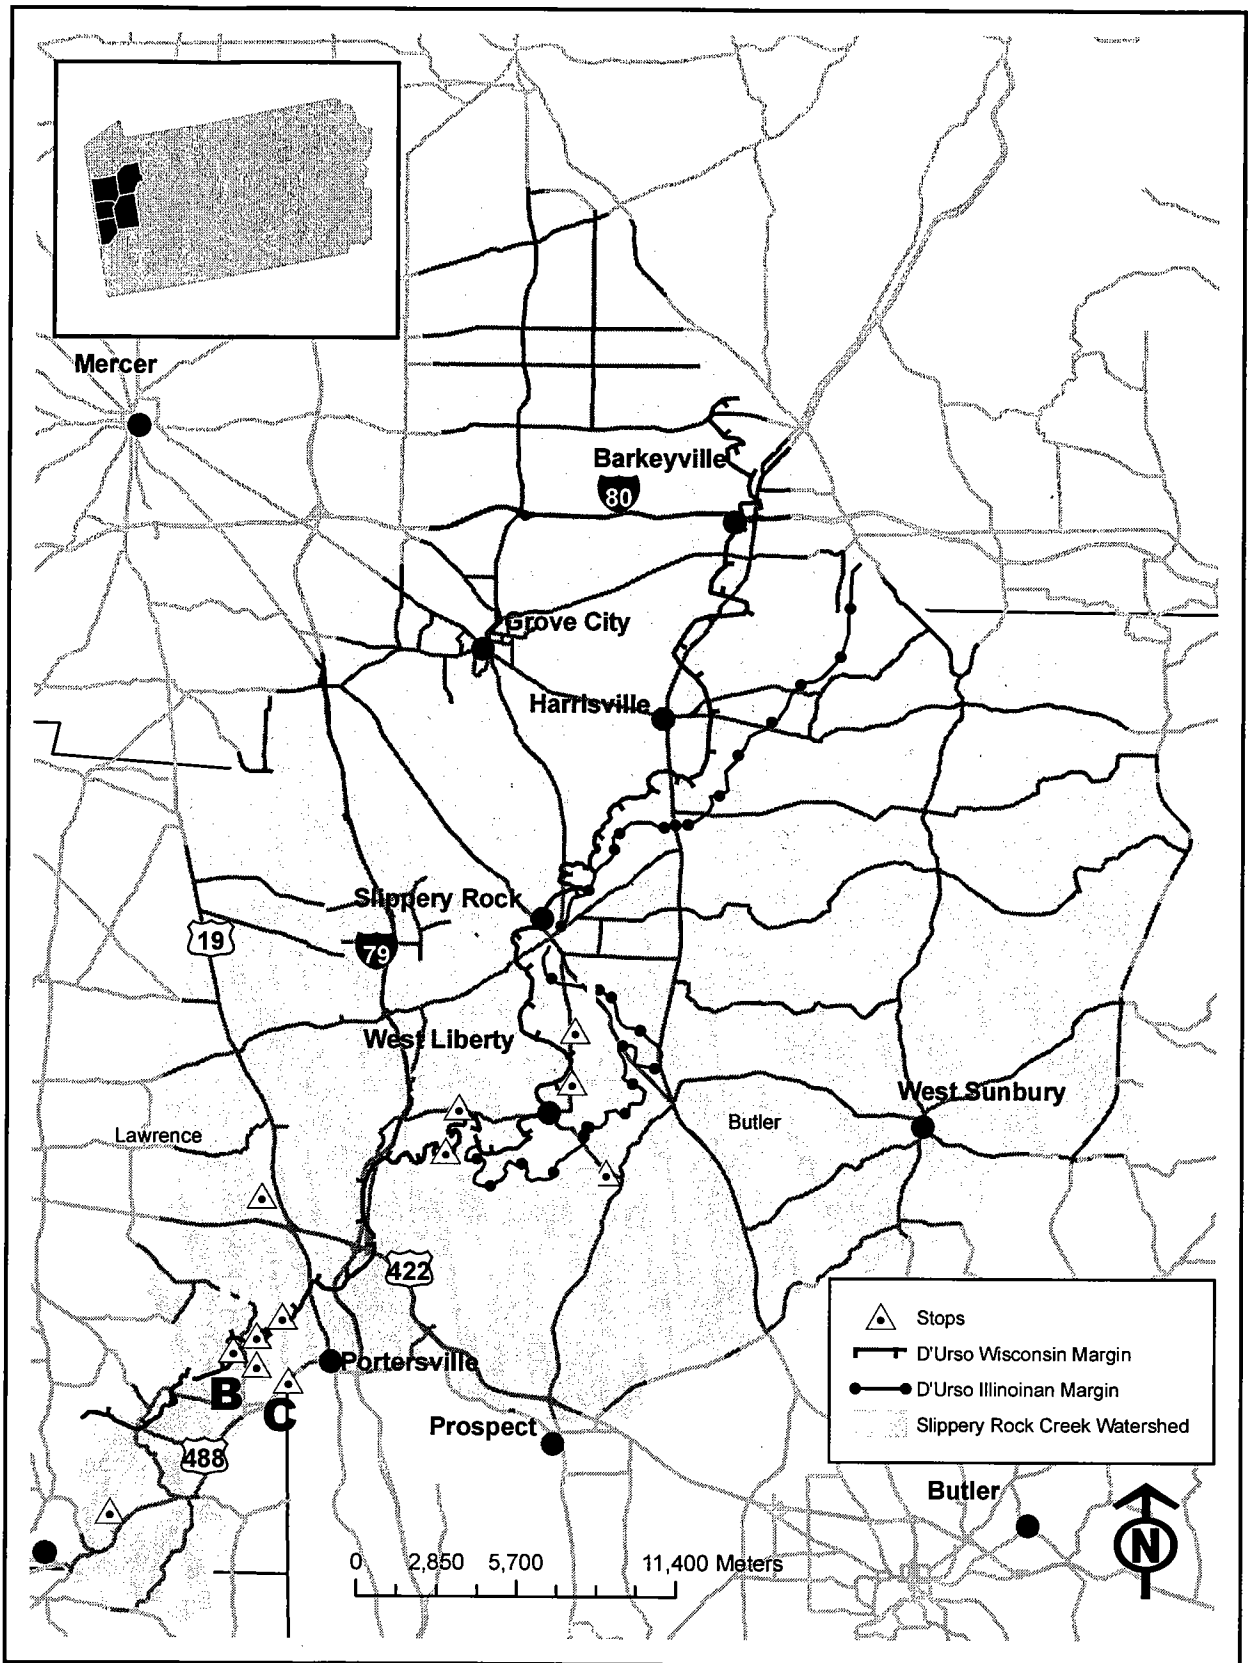 Mercer
Barkeyville
80
Grove City
Harrisville
Slippery Rock
19
79
West Liberty
West Sunbury
Butler
Lawrence
422
Stops
D'Urso Wisconsin Margin
D'Urso Illinoinan Margin
Slippery Rock Creek Watershed
Portersville
B
C
Prospect
488
Butler
N
0 2,850 5,700 11,400 Meters